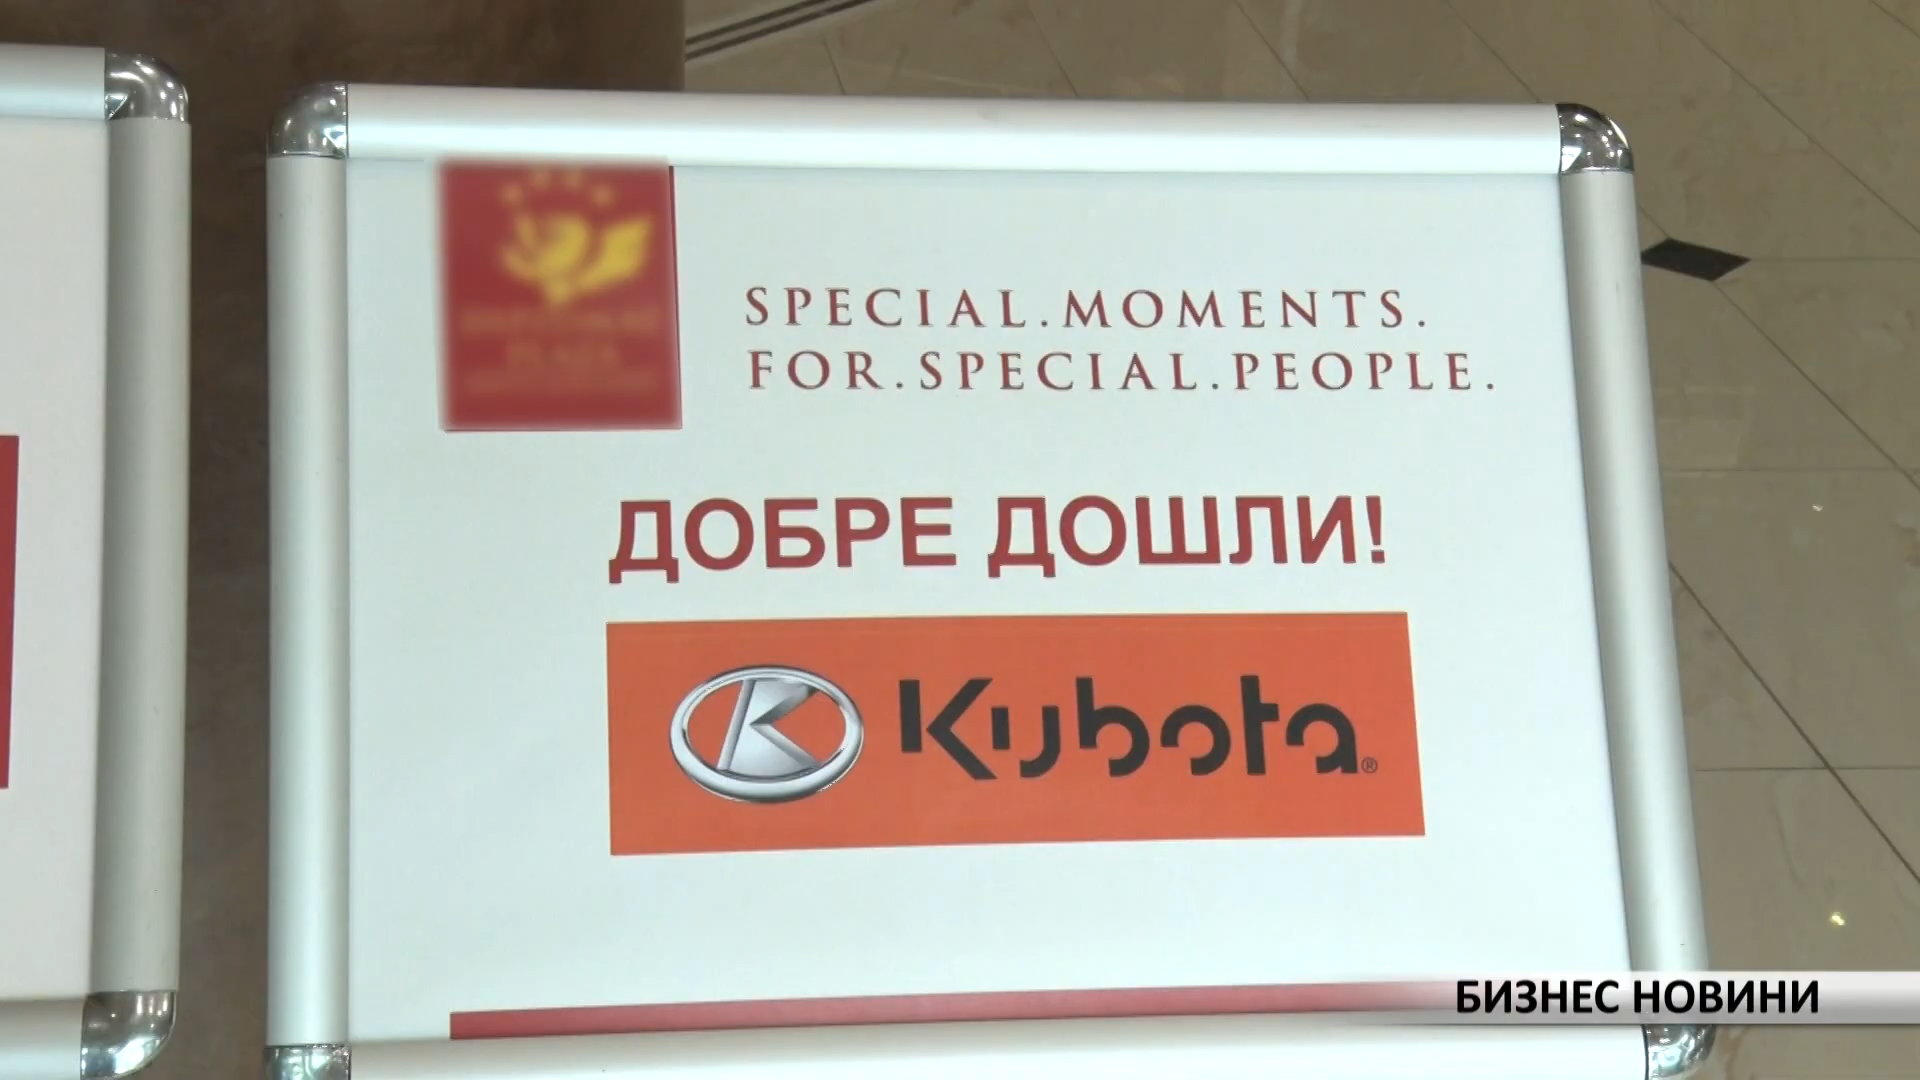 SPECIAL.MOMENTS.
FOR.SPECIAL.PEOPLE.
ДОБРЕ ДОШЛИ!
Kubota®
БИЗНЕС НОВИНИ